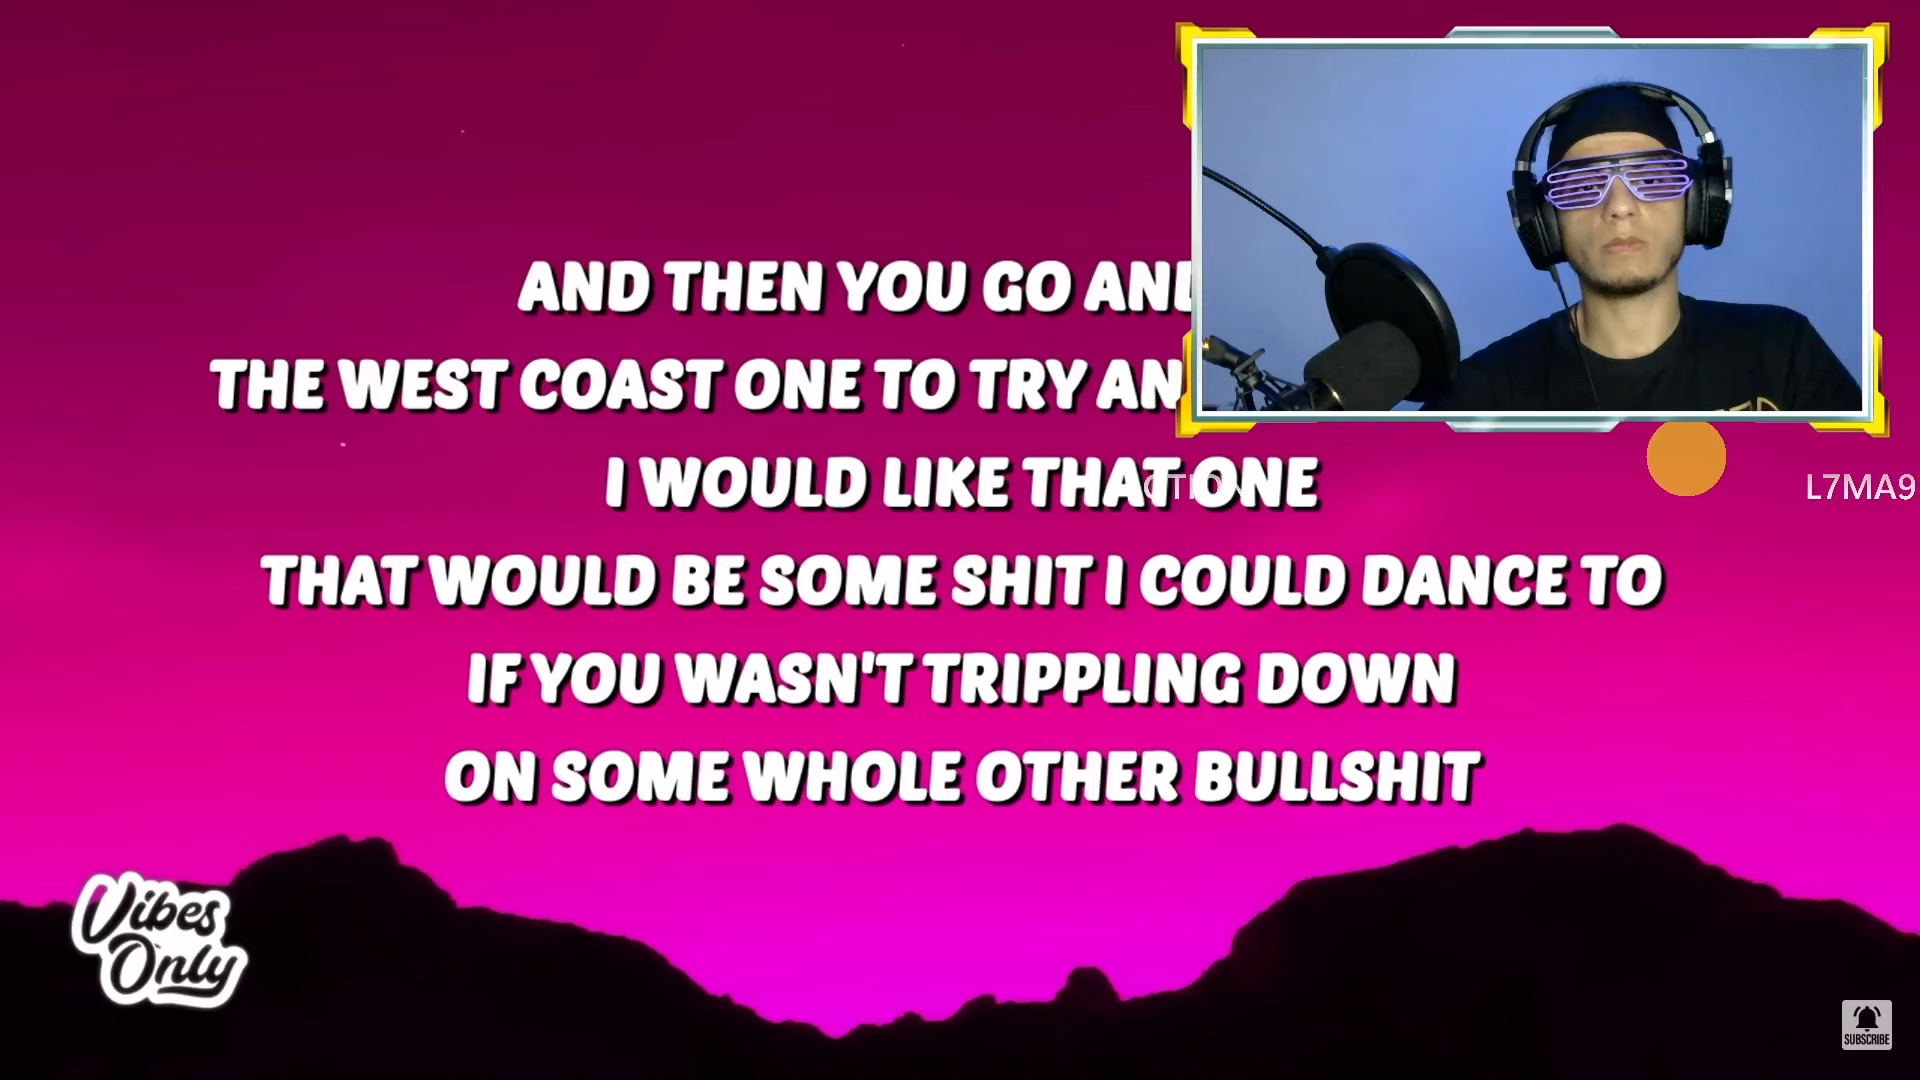 AND THEN YOU GO AND
THE WEST COAST ONE TO TRY AN
I WOULD LIKE THAT ONE
L7MA9
THAT WOULD BE SOME SHIT I COULD DANCE TO
IF YOU WASN'T TRIPPLING DOWN
ON SOME WHOLE OTHER BULLSHIT
Vibes
Only
SUBSCRIBE